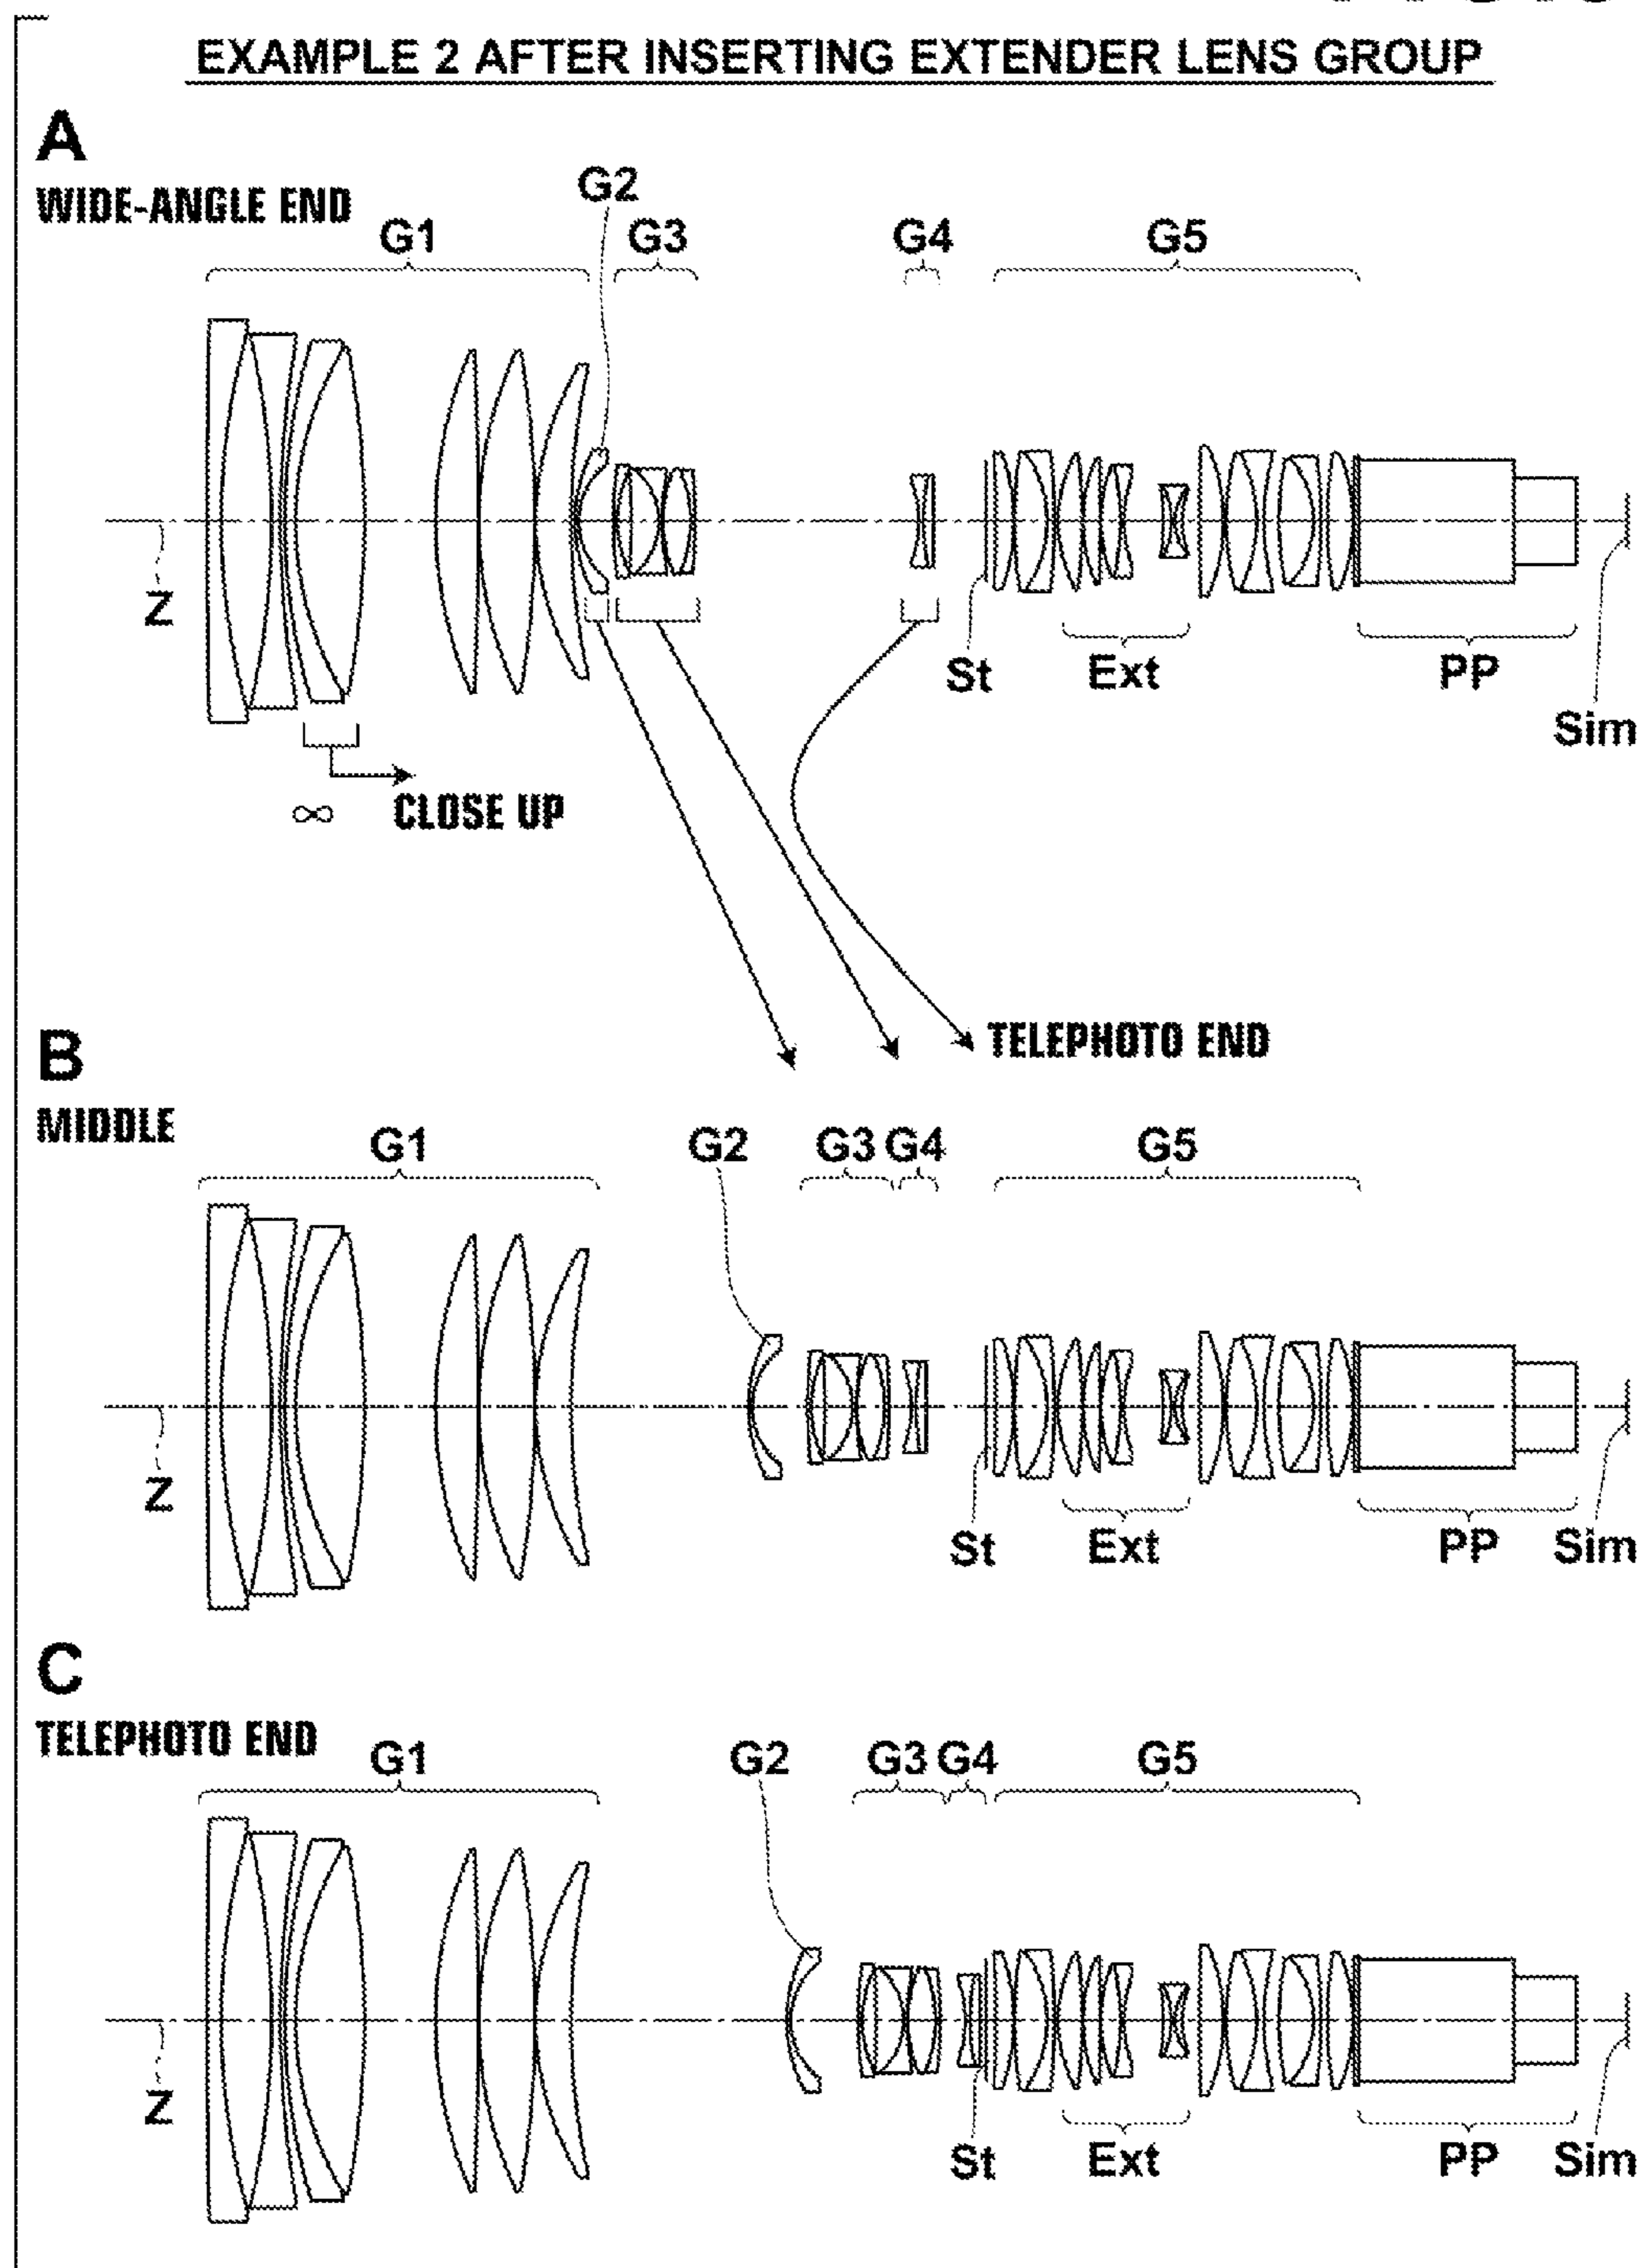 EXAMPLE 2 AFTER INSERTING EXTENDER LENS GROUP
A
WIDE-ANGLE END
G2
G1 G3 G4 G5
Z
St Ext PP
Sim
∞ CLOSE UP
TELEPHOTO END
B
MIDDLE
G1 G2 G3 G4 G5
Z
St Ext PP Sim
C
TELEPHOTO END
G1 G2 G3 G4 G5
Z
St Ext PP Sim